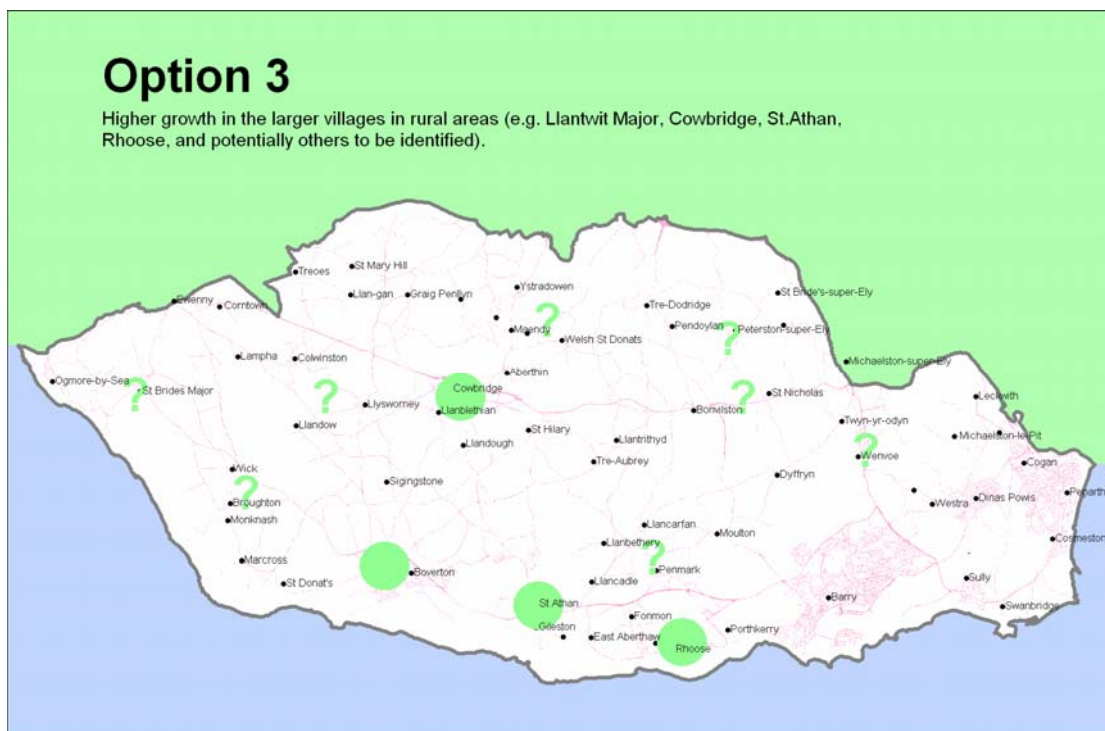 Option 3
Higher growth in the larger villages in rural areas (e.g. Llantwit Major, Cowbridge, St.Athan,
Rhoose, and potentially others to be identified).
Treoes
St Mary Hill
Llan-gan
Graig Penllyn
Ystradowen
St Bride's-super-Ely
Ewenny
Corntown
Tre-Dodridge
?
Maendy
Pendoylan
Peterston-super-Ely
?
Welsh St Donats
Lampha
Colwinston
Michaelston-super-Ely
Aberthin
Ogmore-by-Sea
St Brides Major
?
?
Cowbridge
?
St Nicholas
Leckwith
Llysworney
Llanblethian
Bonvilston
Llandow
Twyn-yr-odyn
St Hilary
Llantrithyd
Michaelston-le-Pit
Llandough
?
Wenvoe
Tre-Aubrey
Cogan
Wick
Dyffryn
Sigingstone
?
Broughton
Westra
Dinas Powis
Penarth
Monknash
Llancarfan
Moulton
Llanbethery
Cosmeston
Marcross
?
Penmark
Boverton
St Donat's
Llancadle
Sully
Barry
St Athan
Swanbridge
Fonmon
Gileston
East Aberthaw
Porthkerry
Rhoose